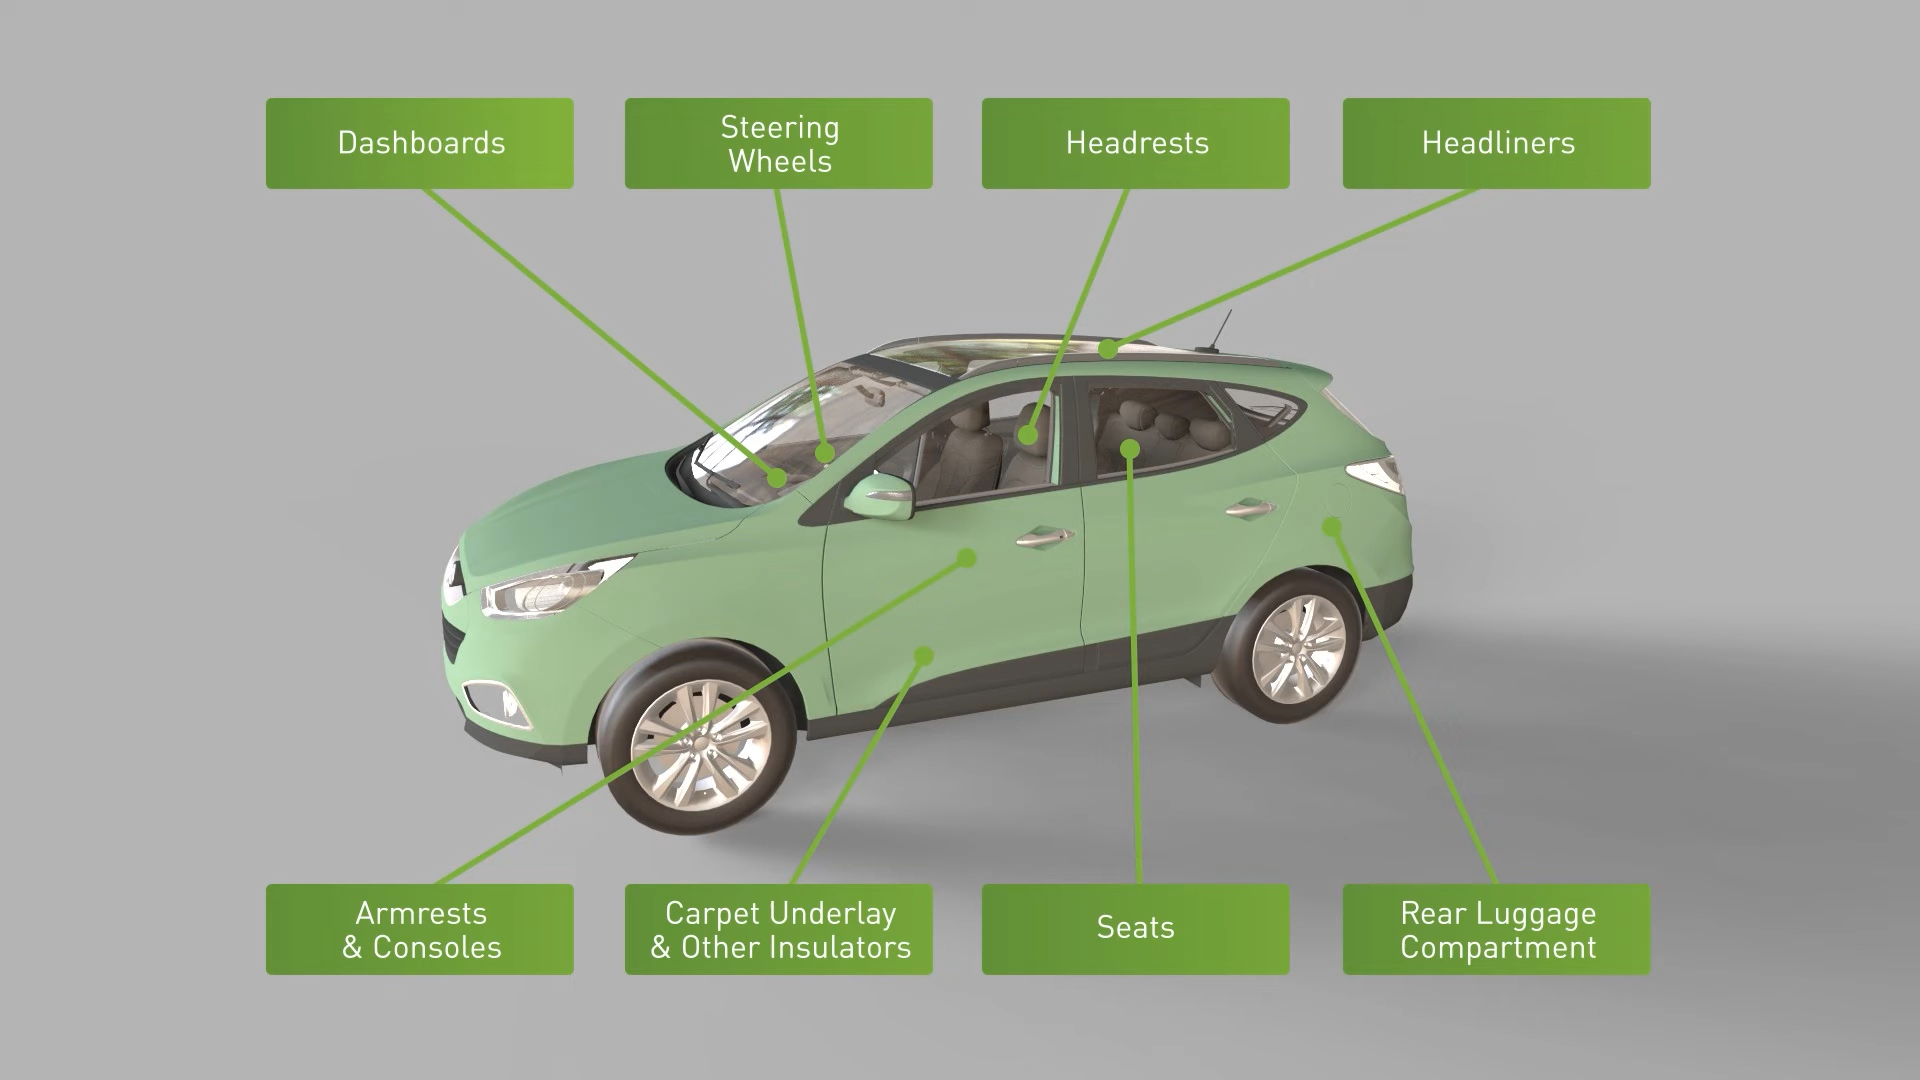 Dashboards
Steering
Wheels
Headrests
Headliners
Armrests
& Consoles
Carpet Underlay
& Other Insulators
Seats
Rear Luggage
Compartment